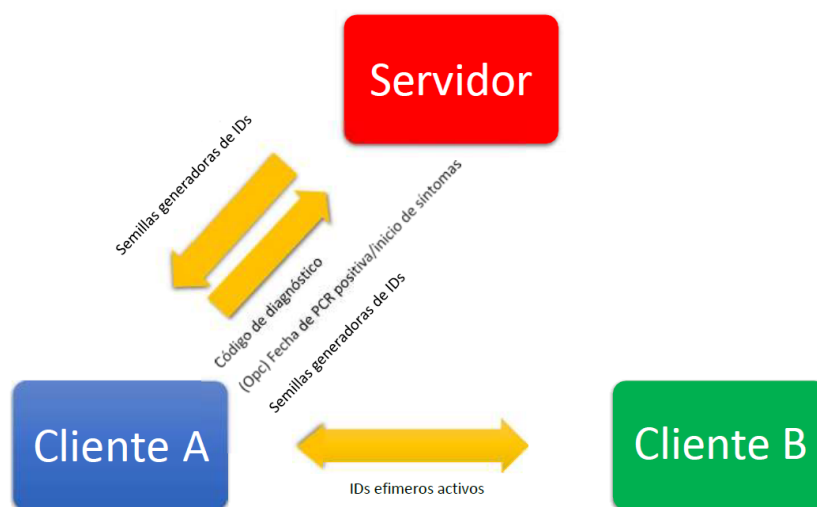 Servidor
Semillas generadoras de IDs
Código de diagnóstico
(Opc) Fecha de PCR positiva/inicio de síntomas
Semillas generadoras de IDs
Cliente A
Cliente B
IDs efimeros activos